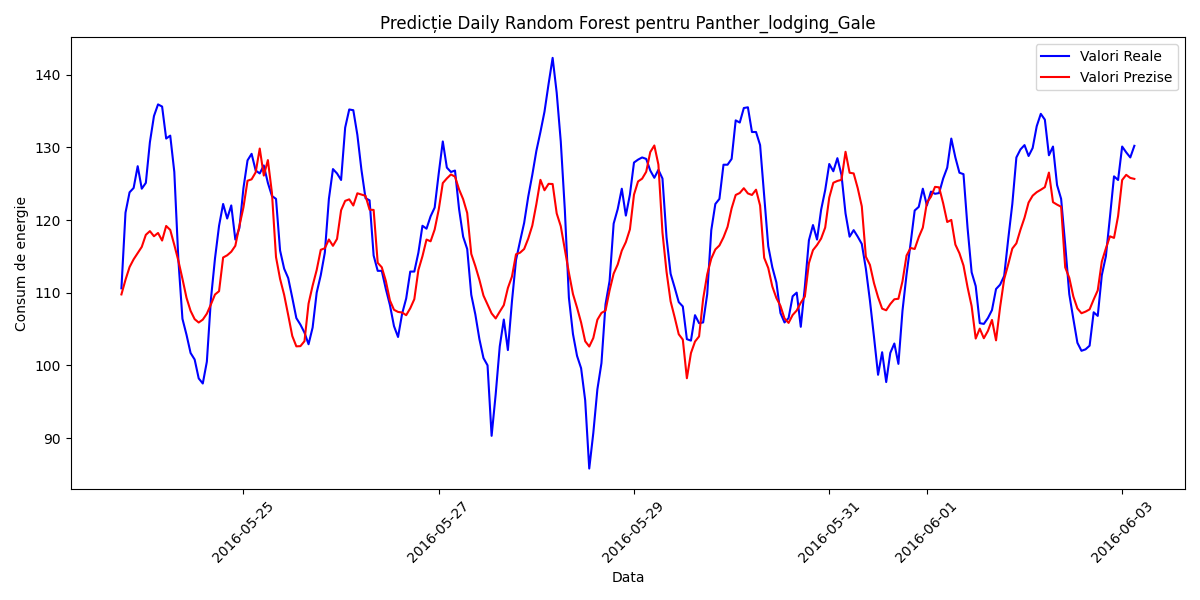 Predicție Daily Random Forest pentru Panther_lodging_Gale
Valori Reale
Valori Prezise
Consum de energie
140
130
120
110
100
90
2016-05-25
2016-05-27
2016-05-29
2016-05-31
2016-06-01
2016-06-03
Data